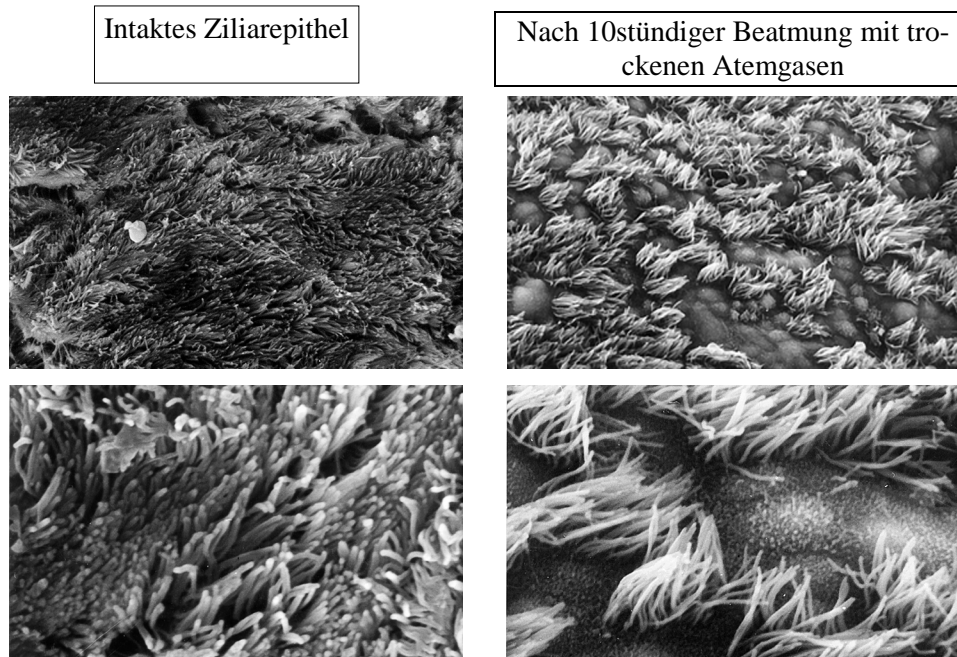 Intaktes Ziliarepithel
Nach 10stündiger Beatmung mit tro-
ckenen Atemgasen